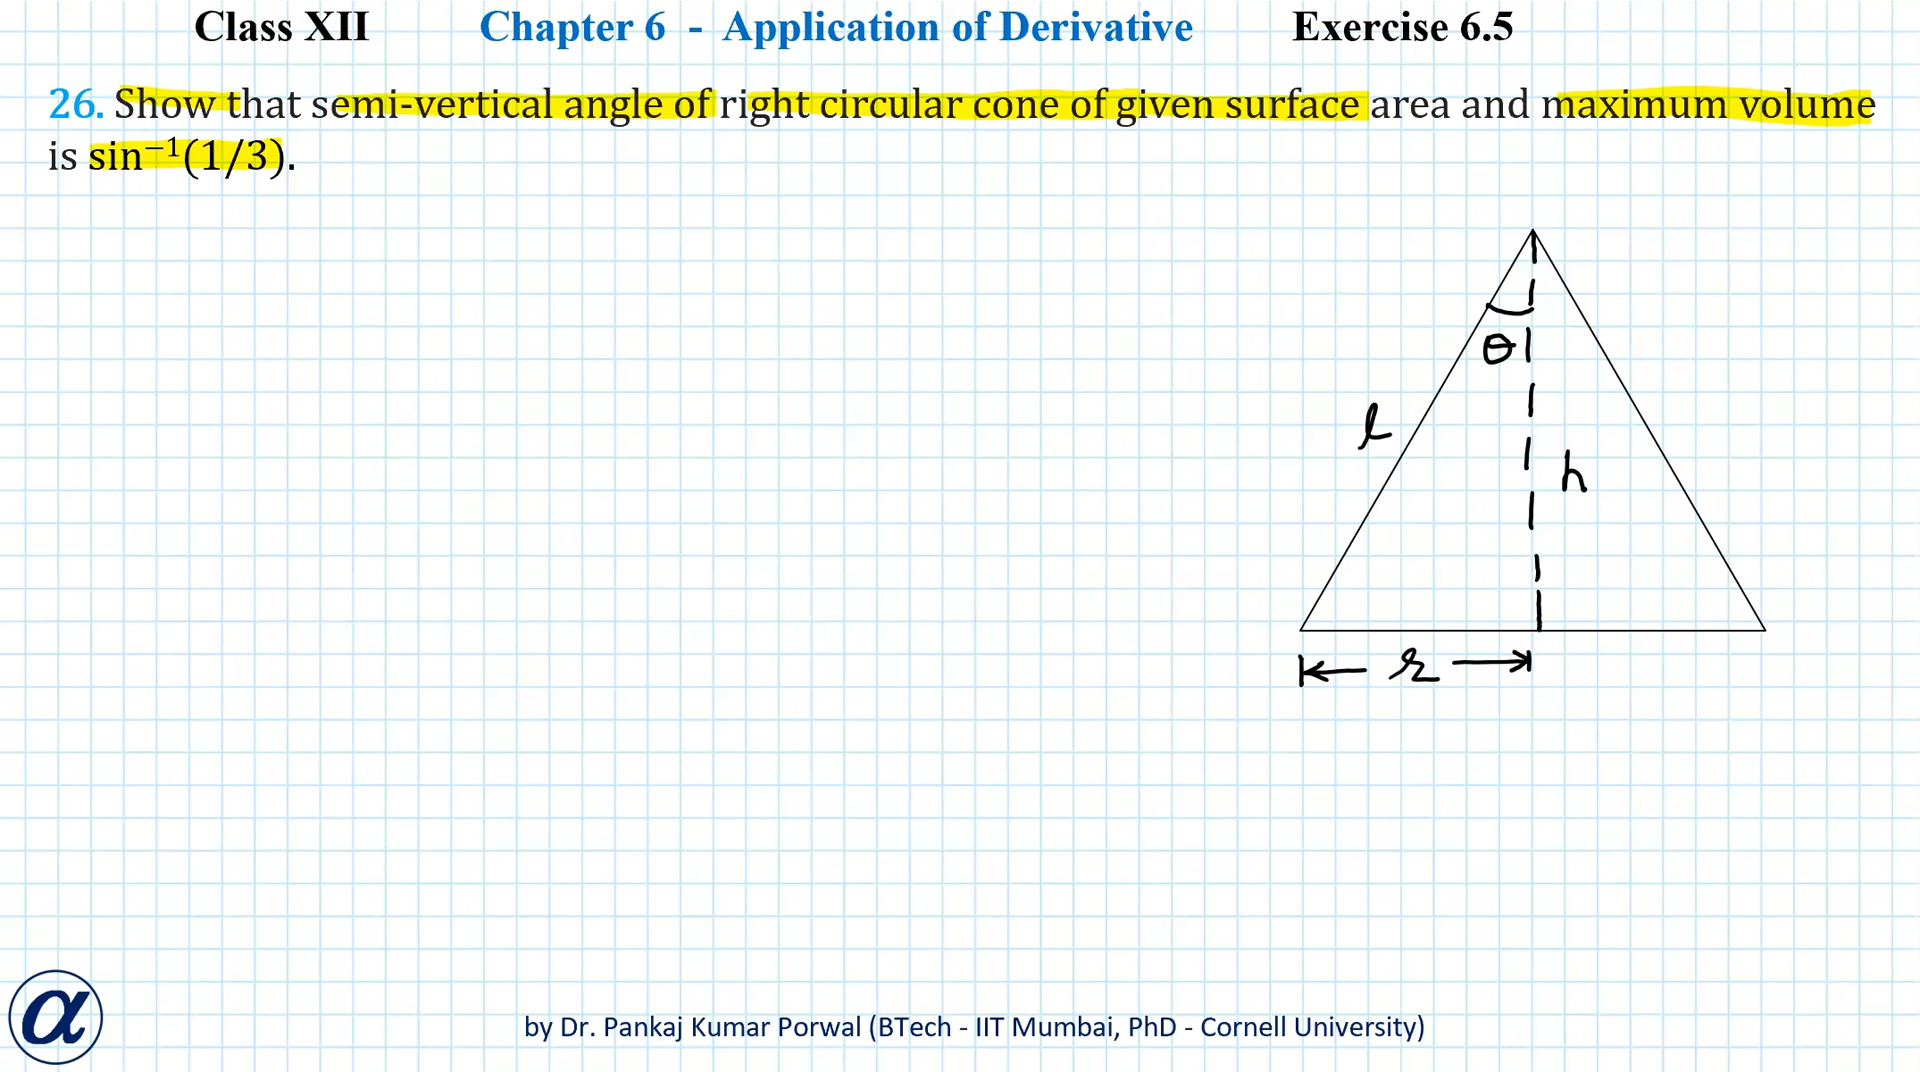 Class XII Chapter 6 - Application of Derivative Exercise 6.5
26. Show that semi-vertical angle of right circular cone of given surface area and maximum volume
is sin⁻¹(1/3).
θ
l
h
r
α
by Dr. Pankaj Kumar Porwal (BTech - IIT Mumbai, PhD - Cornell University)